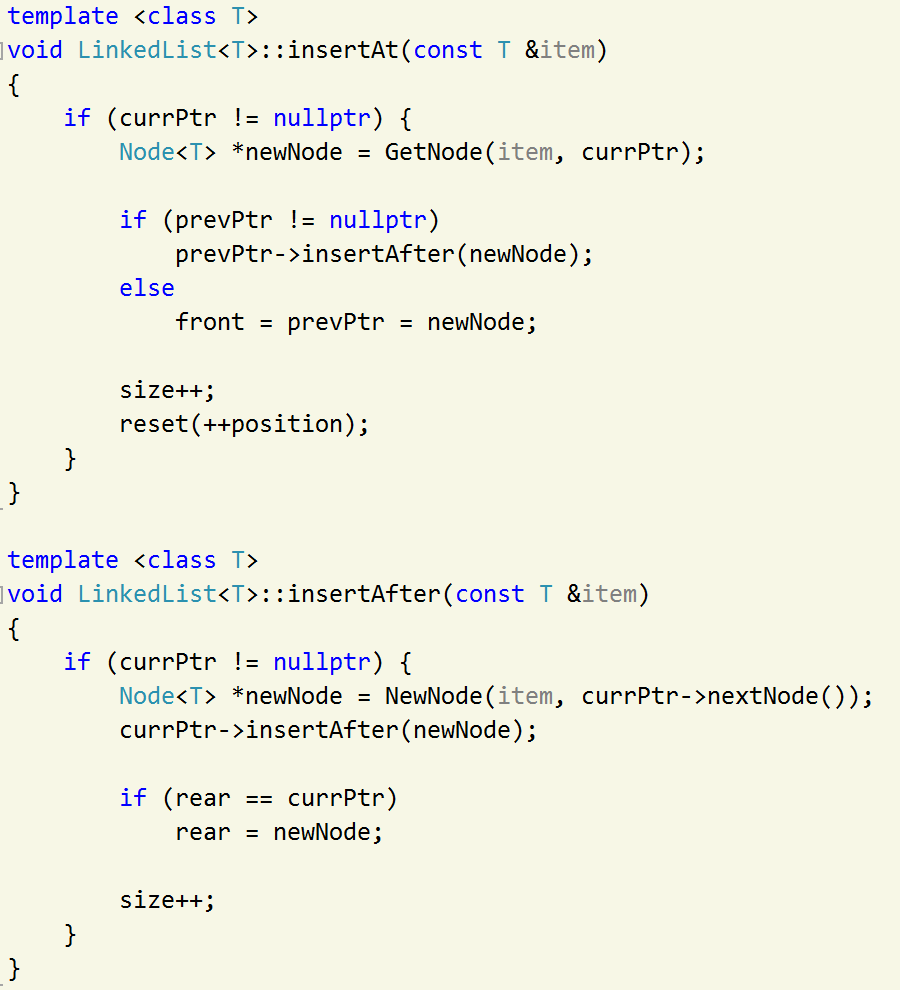 template <class T>
void LinkedList<T>::insertAt(const T &item)
{
    if (currPtr != nullptr) {
        Node<T> *newNode = GetNode(item, currPtr);

        if (prevPtr != nullptr)
            prevPtr->insertAfter(newNode);
        else
            front = prevPtr = newNode;

        size++;
        reset(++position);
    }
}

template <class T>
void LinkedList<T>::insertAfter(const T &item)
{
    if (currPtr != nullptr) {
        Node<T> *newNode = NewNode(item, currPtr->nextNode());
        currPtr->insertAfter(newNode);

        if (rear == currPtr)
            rear = newNode;

        size++;
    }
}